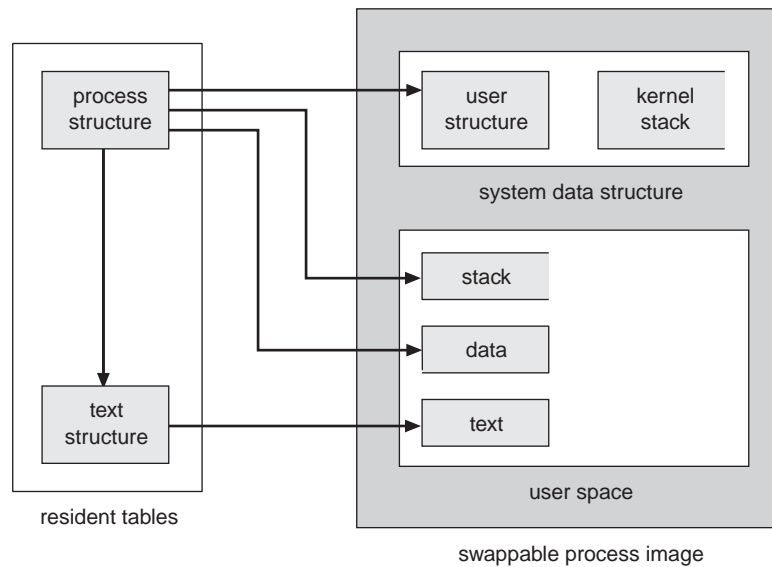 process
structure
text
structure
resident tables
user
structure
kernel
stack
system data structure
stack
data
text
user space
swappable process image